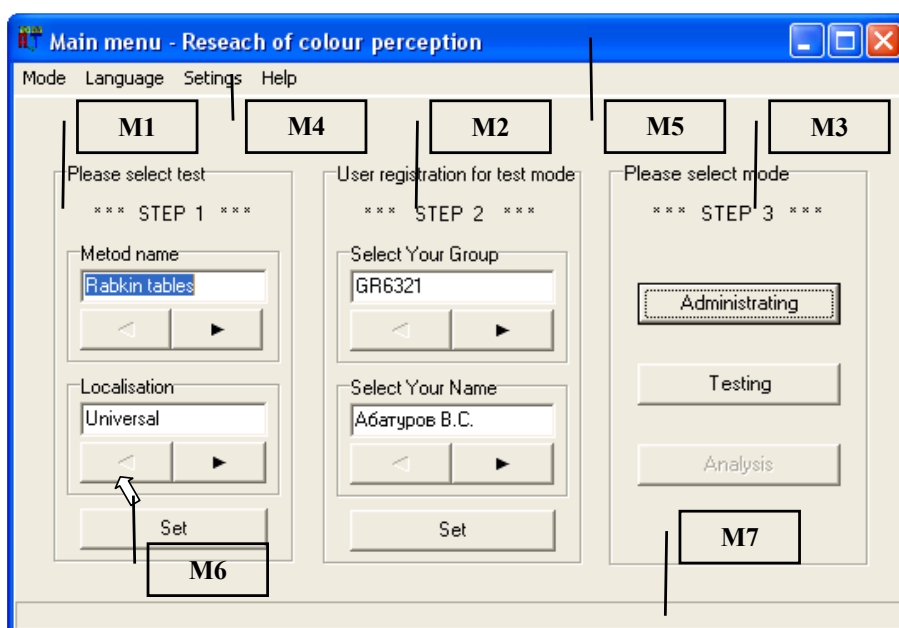 Main menu - Reseach of colour perception
Mode Language Setings Help
M1 M4 M2 M5 M3
Please select test
*** STEP 1 ***
Metod name
Rabkin tables
Localisation
Universal
Set
M6
User registration for test mode
*** STEP 2 ***
Select Your Group
GR6321
Select Your Name
Абатуров В.С.
Set
Please select mode
*** STEP 3 ***
Administrating
Testing
Analysis
M7